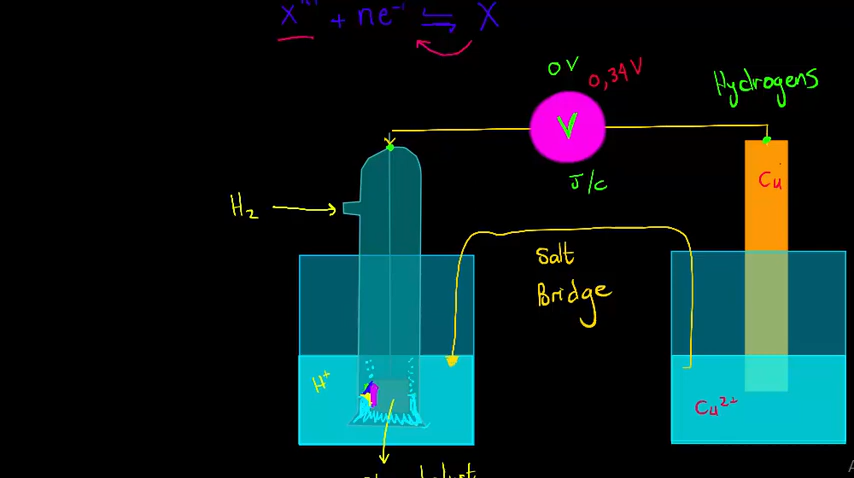 + ne⁻ ⇌ X
0V
0,34V
Hydrogens
V
Cu
J/C
H₂
Salt
Bridge
H⁺
Cu²⁺